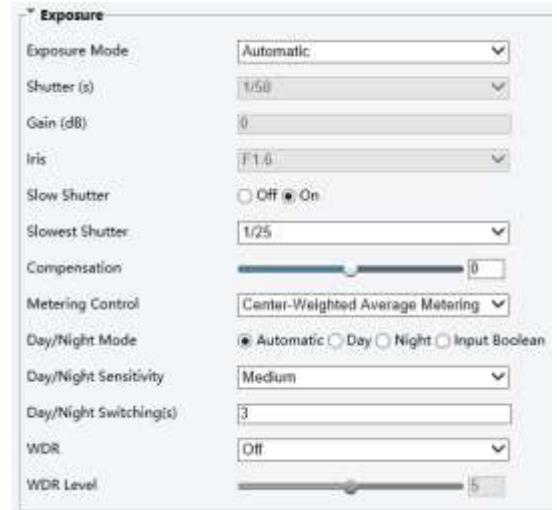 Exposure
Exposure Mode Automatic
Shutter (s) 1/50
Gain (dB) 0
Iris F1.6
Slow Shutter Off On
Slowest Shutter 1/25
Compensation 0
Metering Control Center-Weighted Average Metering
Day/Night Mode Automatic Day Night Input Boolean
Day/Night Sensitivity Medium
Day/Night Switching(s) 3
WDR Off
WDR Level 5